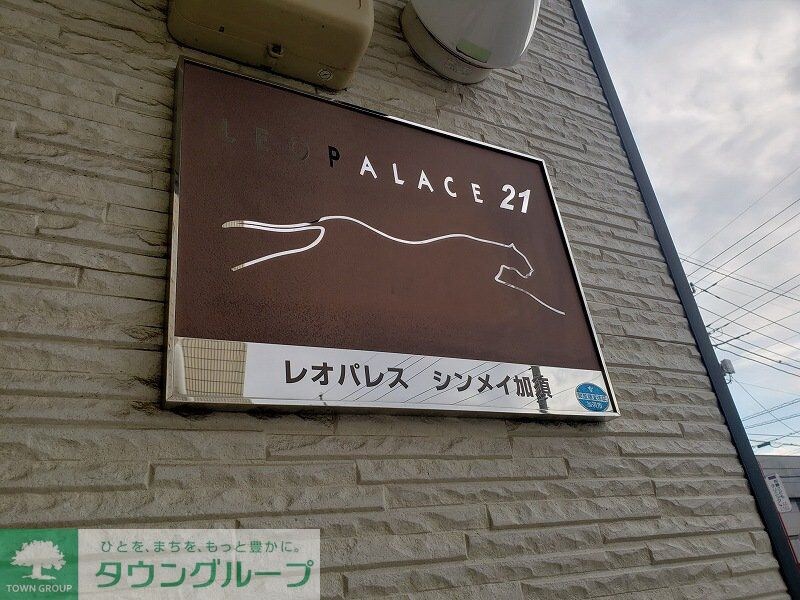 LEOPALACE 21
レオパレス シンメイ加須
TOWN GROUP
ひとを、まちを、もっと豊かに。
タウングループ